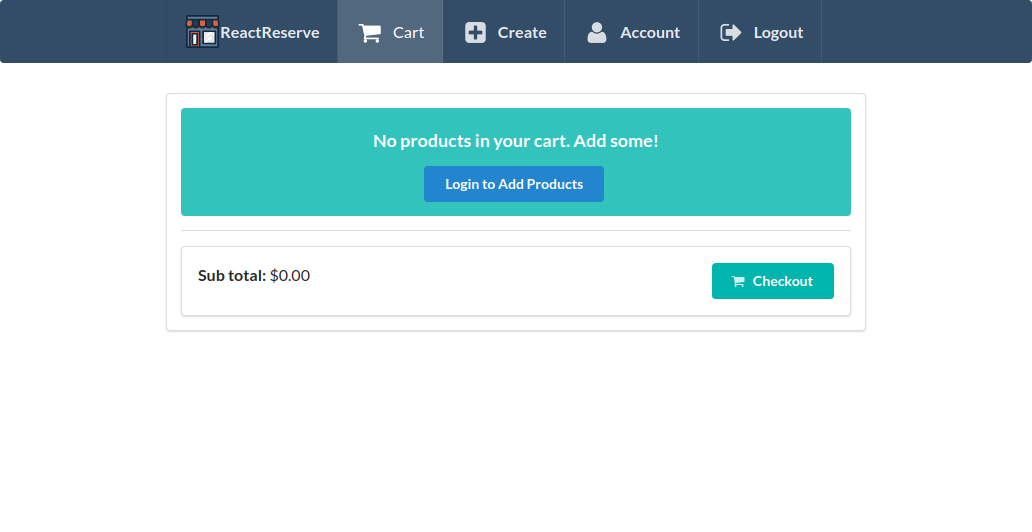 ReactReserve Cart Create Account Logout
No products in your cart. Add some!
Login to Add Products
Sub total: $0.00 Checkout